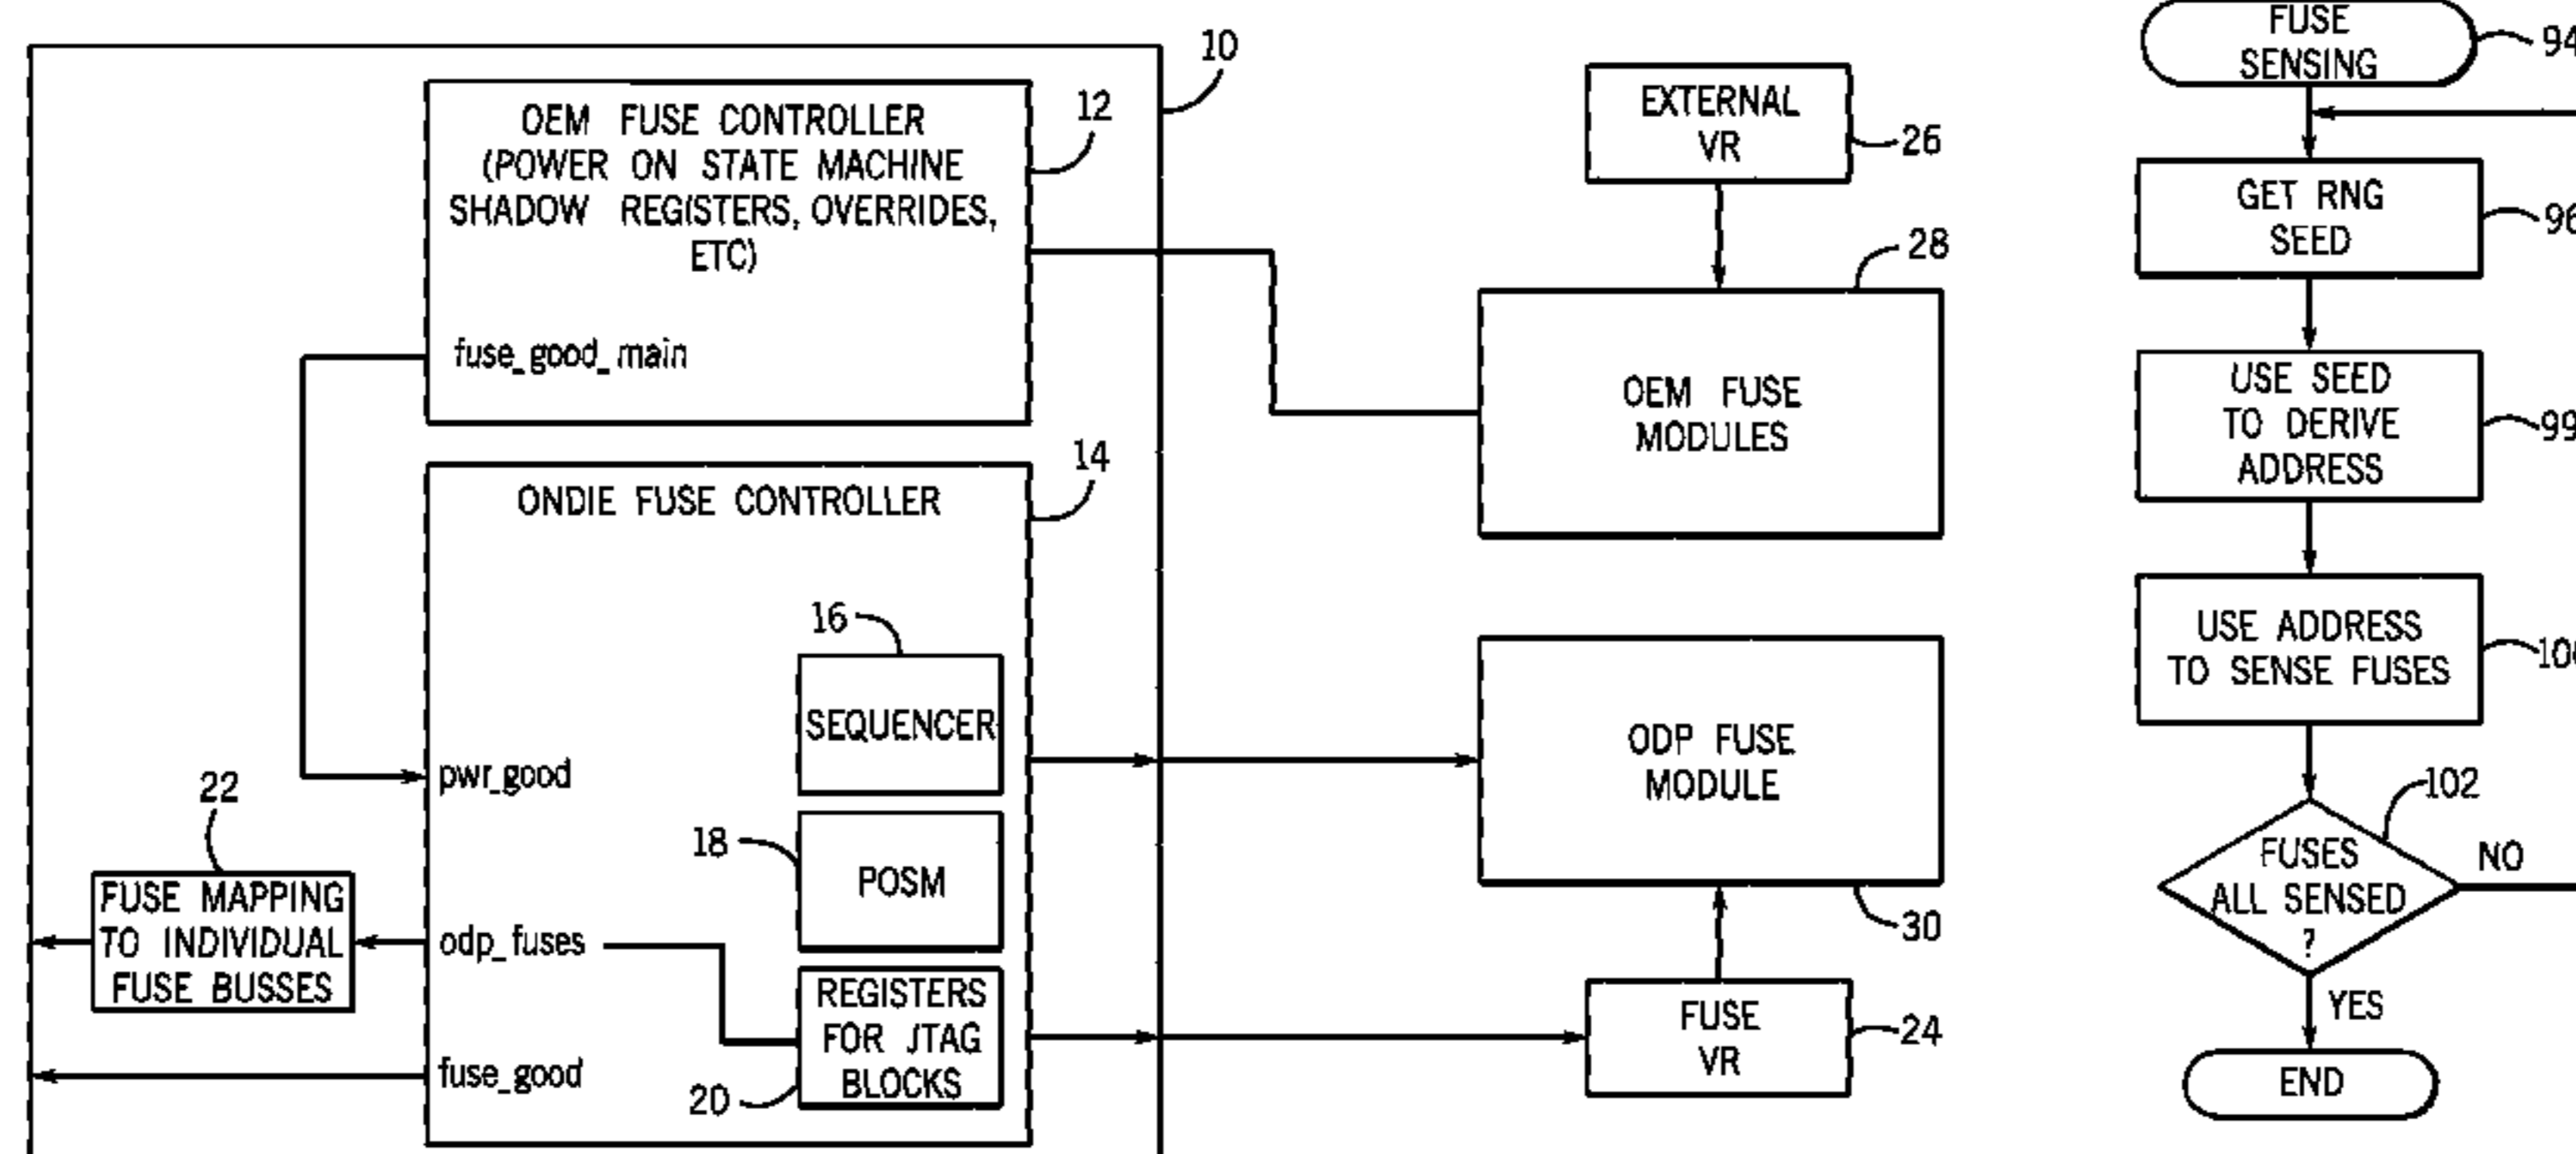 10
OEM FUSE CONTROLLER
(POWER ON STATE MACHINE
SHADOW REGISTERS, OVERRIDES,
ETC)
12
fuse_good_main
ONDIE FUSE CONTROLLER
14
16
SEQUENCER
pwr_good
18
POSM
22
FUSE MAPPING
TO INDIVIDUAL
FUSE BUSSES
odp_fuses
REGISTERS
FOR JTAG
BLOCKS
20
fuse_good
EXTERNAL
VR
26
28
OEM FUSE
MODULES
ODP FUSE
MODULE
30
FUSE
VR
24
FUSE
SENSING
94
GET RNG
SEED
96
USE SEED
TO DERIVE
ADDRESS
99
USE ADDRESS
TO SENSE FUSES
102
FUSES
ALL SENSED
?
NO
YES
END